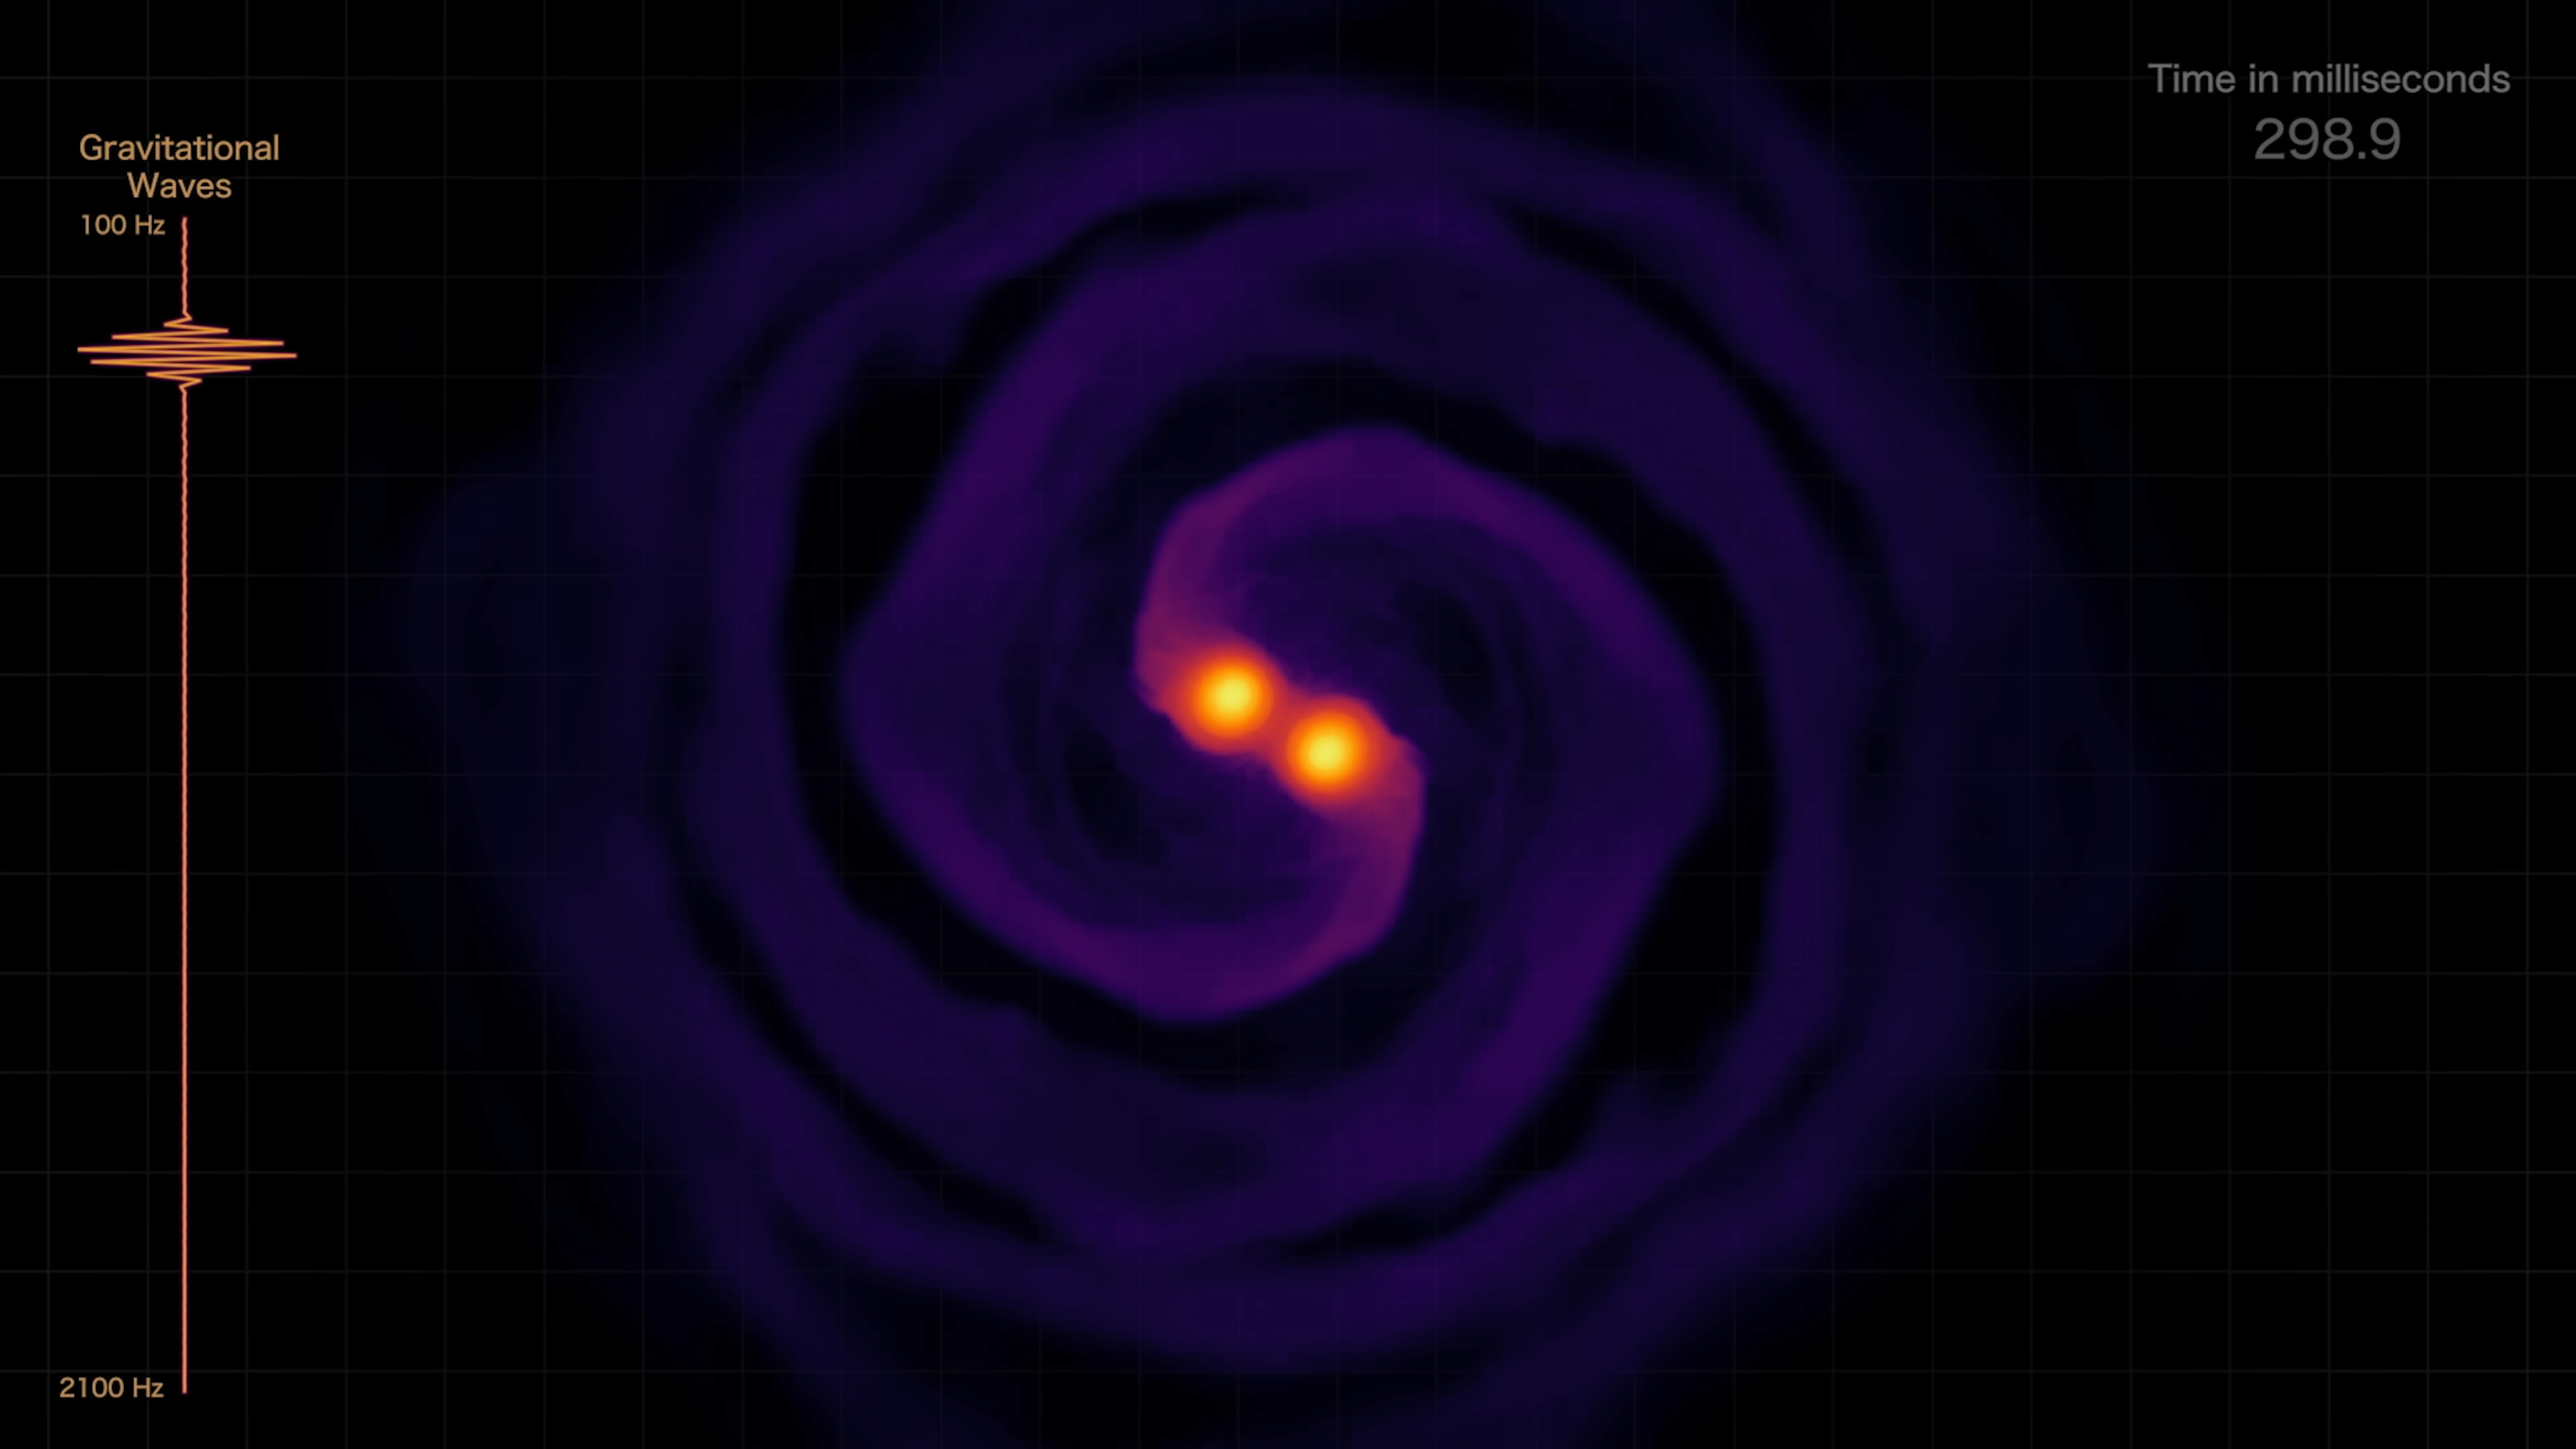 Time in milliseconds
298.9
Gravitational
Waves
100 Hz
2100 Hz